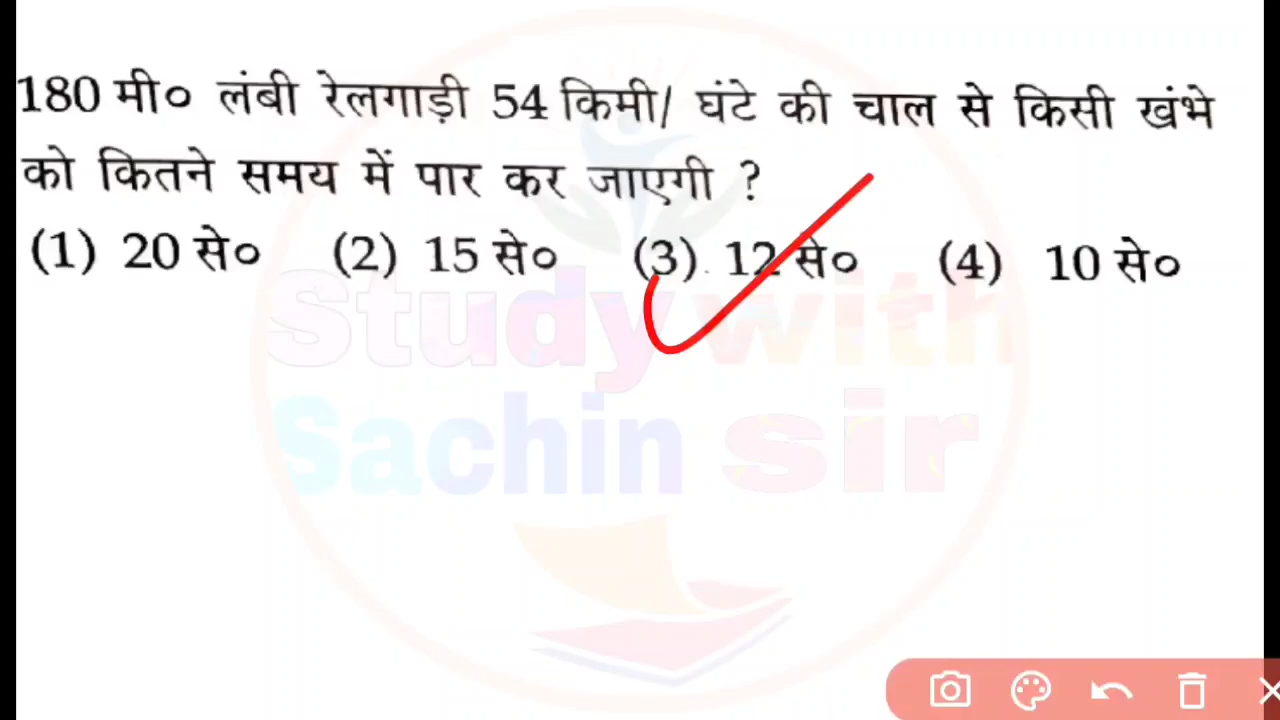 180 मी० लंबी रेलगाड़ी 54 किमी/ घंटे की चाल से किसी खंभे
को कितने समय में पार कर जाएगी ?
(1) 20 से० (2) 15 से० (3) 12 से० (4) 10 से०
Study with
Sachin sir